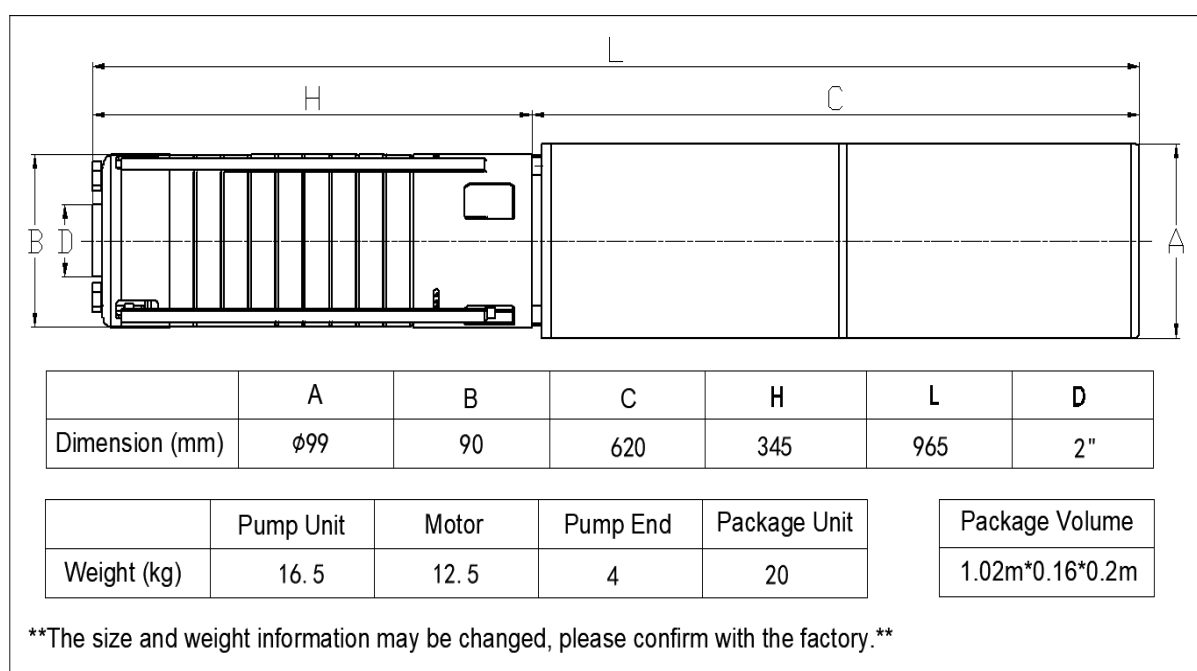 L
H C
B D A
A B C H L D
Dimension (mm) ϕ99 90 620 345 965 2"
Pump Unit Motor Pump End Package Unit
Weight (kg) 16.5 12.5 4 20
Package Volume
1.02m*0.16*0.2m
**The size and weight information may be changed, please confirm with the factory.**